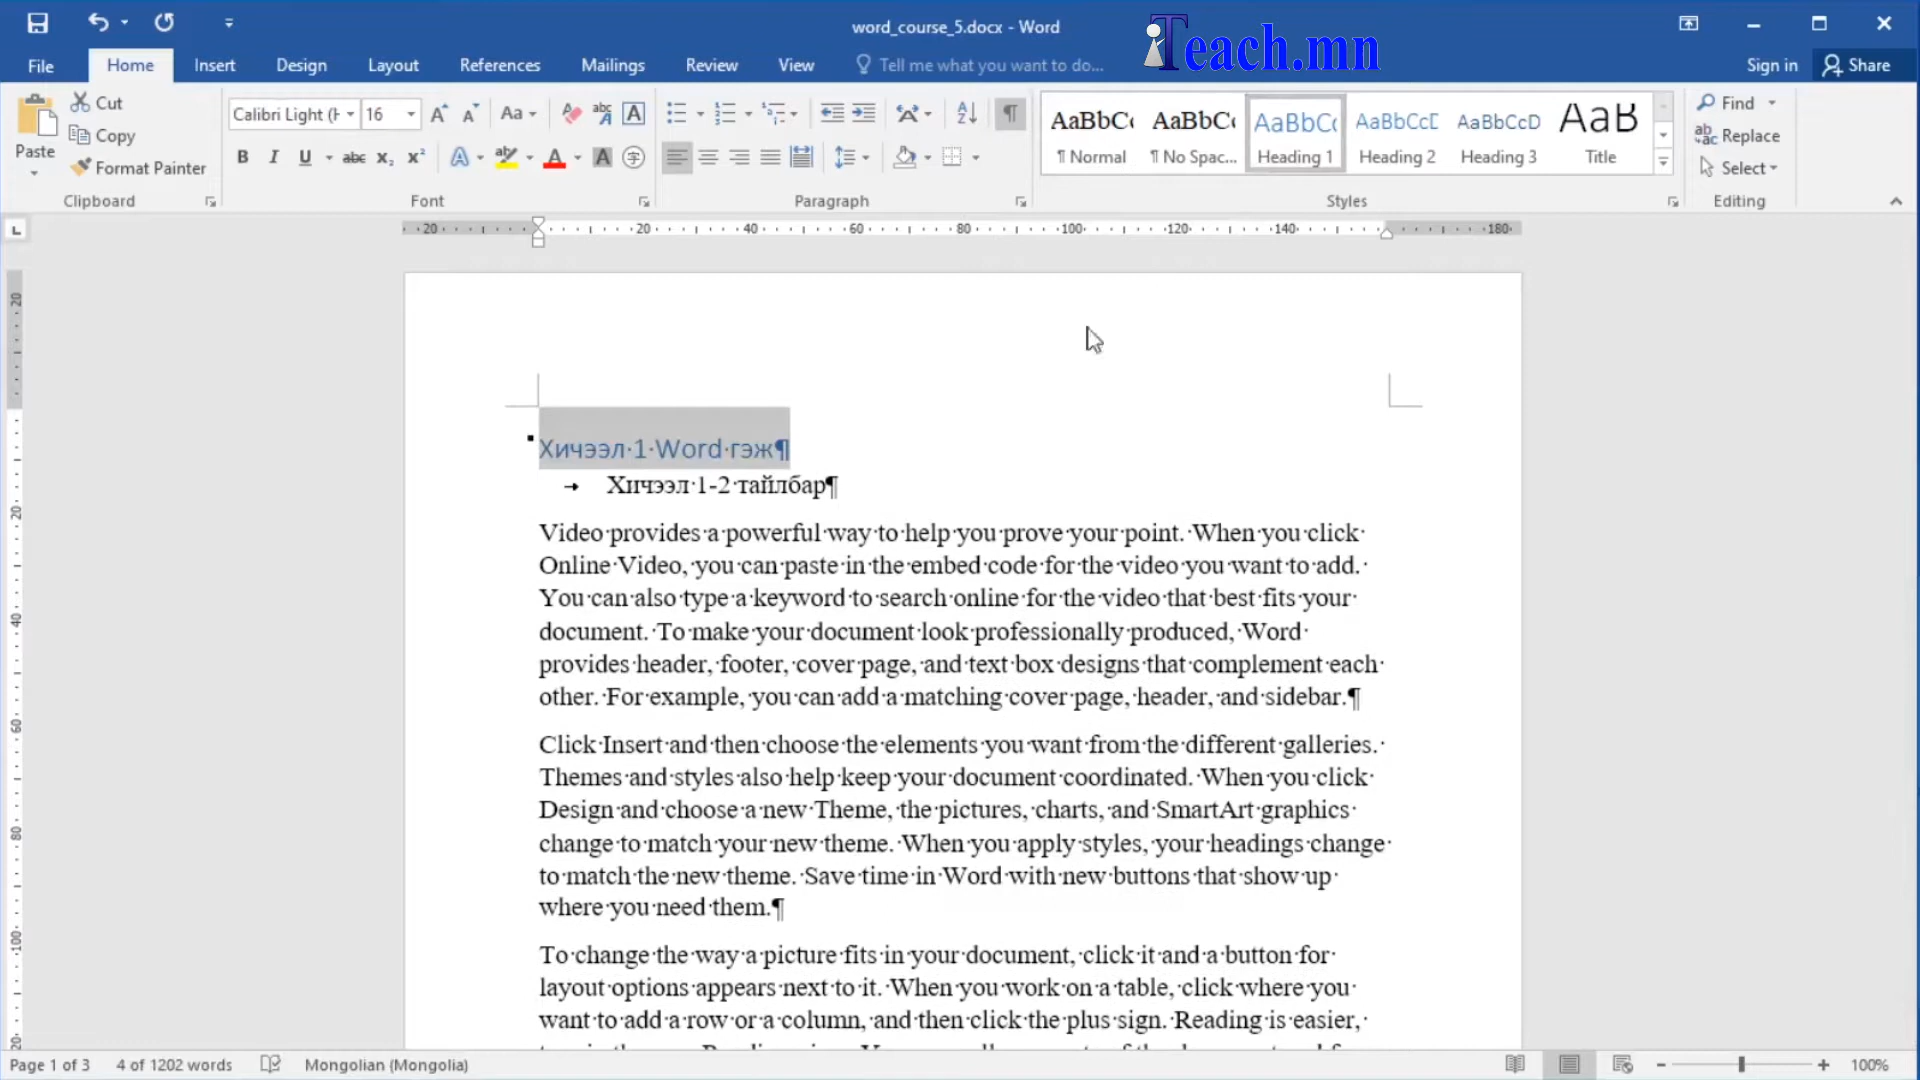 word_course_5.docx - Word
iTeach.mn
File Home Insert Design Layout References Mailings Review View Tell me what you want to do... Sign in Share
Paste
Cut
Copy
Format Painter
Clipboard
Calibri Light (H 16
Font
Paragraph
AaBbCc AaBbCc AaBbCc AaBbCcD AaBbCcD AaB
¶ Normal ¶ No Spac... Heading 1 Heading 2 Heading 3 Title
Styles
Find
Replace
Select
Editing
20 20 40 60 80 100 120 140 180
Хичээл 1 Word гэж¶
Хичээл 1-2 тайлбар¶
Video provides a powerful way to help you prove your point. When you click
Online Video, you can paste in the embed code for the video you want to add.
You can also type a keyword to search online for the video that best fits your
document. To make your document look professionally produced, Word
provides header, footer, cover page, and text box designs that complement each
other. For example, you can add a matching cover page, header, and sidebar.¶
Click Insert and then choose the elements you want from the different galleries.
Themes and styles also help keep your document coordinated. When you click
Design and choose a new Theme, the pictures, charts, and SmartArt graphics
change to match your new theme. When you apply styles, your headings change
to match the new theme. Save time in Word with new buttons that show up
where you need them.¶
To change the way a picture fits in your document, click it and a button for
layout options appears next to it. When you work on a table, click where you
want to add a row or a column, and then click the plus sign. Reading is easier,
Page 1 of 3 4 of 1202 words Mongolian (Mongolia) 100%